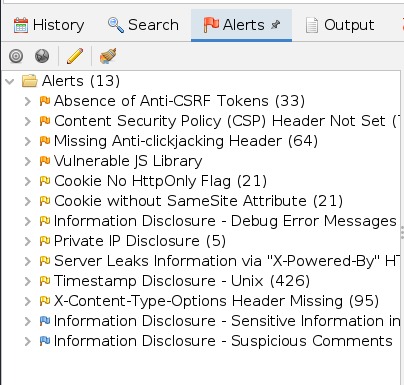 History Search Alerts Output
Alerts (13)
Absence of Anti-CSRF Tokens (33)
Content Security Policy (CSP) Header Not Set (
Missing Anti-clickjacking Header (64)
Vulnerable JS Library
Cookie No HttpOnly Flag (21)
Cookie without SameSite Attribute (21)
Information Disclosure - Debug Error Messages
Private IP Disclosure (5)
Server Leaks Information via "X-Powered-By" HT
Timestamp Disclosure - Unix (426)
X-Content-Type-Options Header Missing (95)
Information Disclosure - Sensitive Information in
Information Disclosure - Suspicious Comments